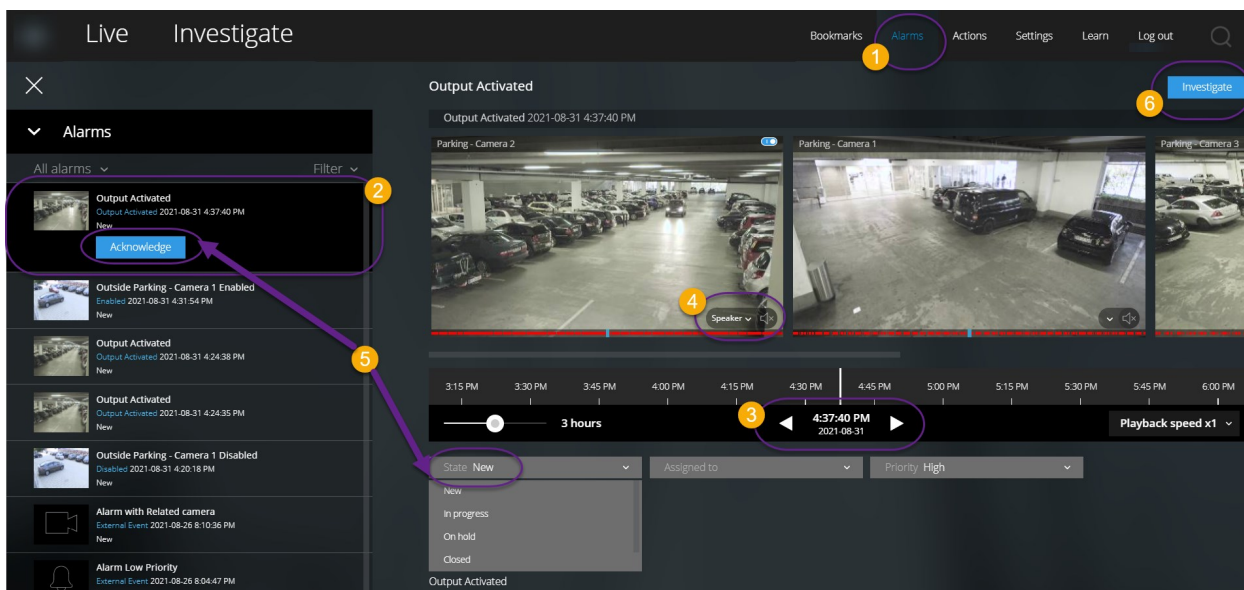 Live Investigate Bookmarks Alarms Actions Settings Learn Log out
1
Output Activated
Investigate
6
Alarms
Output Activated 2021-08-31 4:37:40 PM
Parking - Camera 2
Parking - Camera 1
Parking - Camera 3
All alarms Filter
2
Output Activated
Output Activated 2021-08-31 4:37:40 PM
New
Acknowledge
Outside Parking - Camera 1 Enabled
Enabled 2021-08-31 4:31:54 PM
New
4
Speaker
Output Activated
Output Activated 2021-08-31 4:24:38 PM
New
5
Output Activated
Output Activated 2021-08-31 4:24:35 PM
New
Outside Parking - Camera 1 Disabled
Disabled 2021-08-31 4:20:18 PM
New
Alarm with Related camera
External Event 2021-08-26 8:10:36 PM
New
Alarm Low Priority
External Event 2021-08-26 8:04:47 PM
3:15 PM 3:30 PM 3:45 PM 4:00 PM 4:15 PM 4:30 PM 4:45 PM 5:00 PM 5:15 PM 5:30 PM 5:45 PM 6:00 PM
3 hours
3
4:37:40 PM
2021-08-31
Playback speed x1
State New
Assigned to
Priority High
New
In progress
On hold
Closed
Output Activated